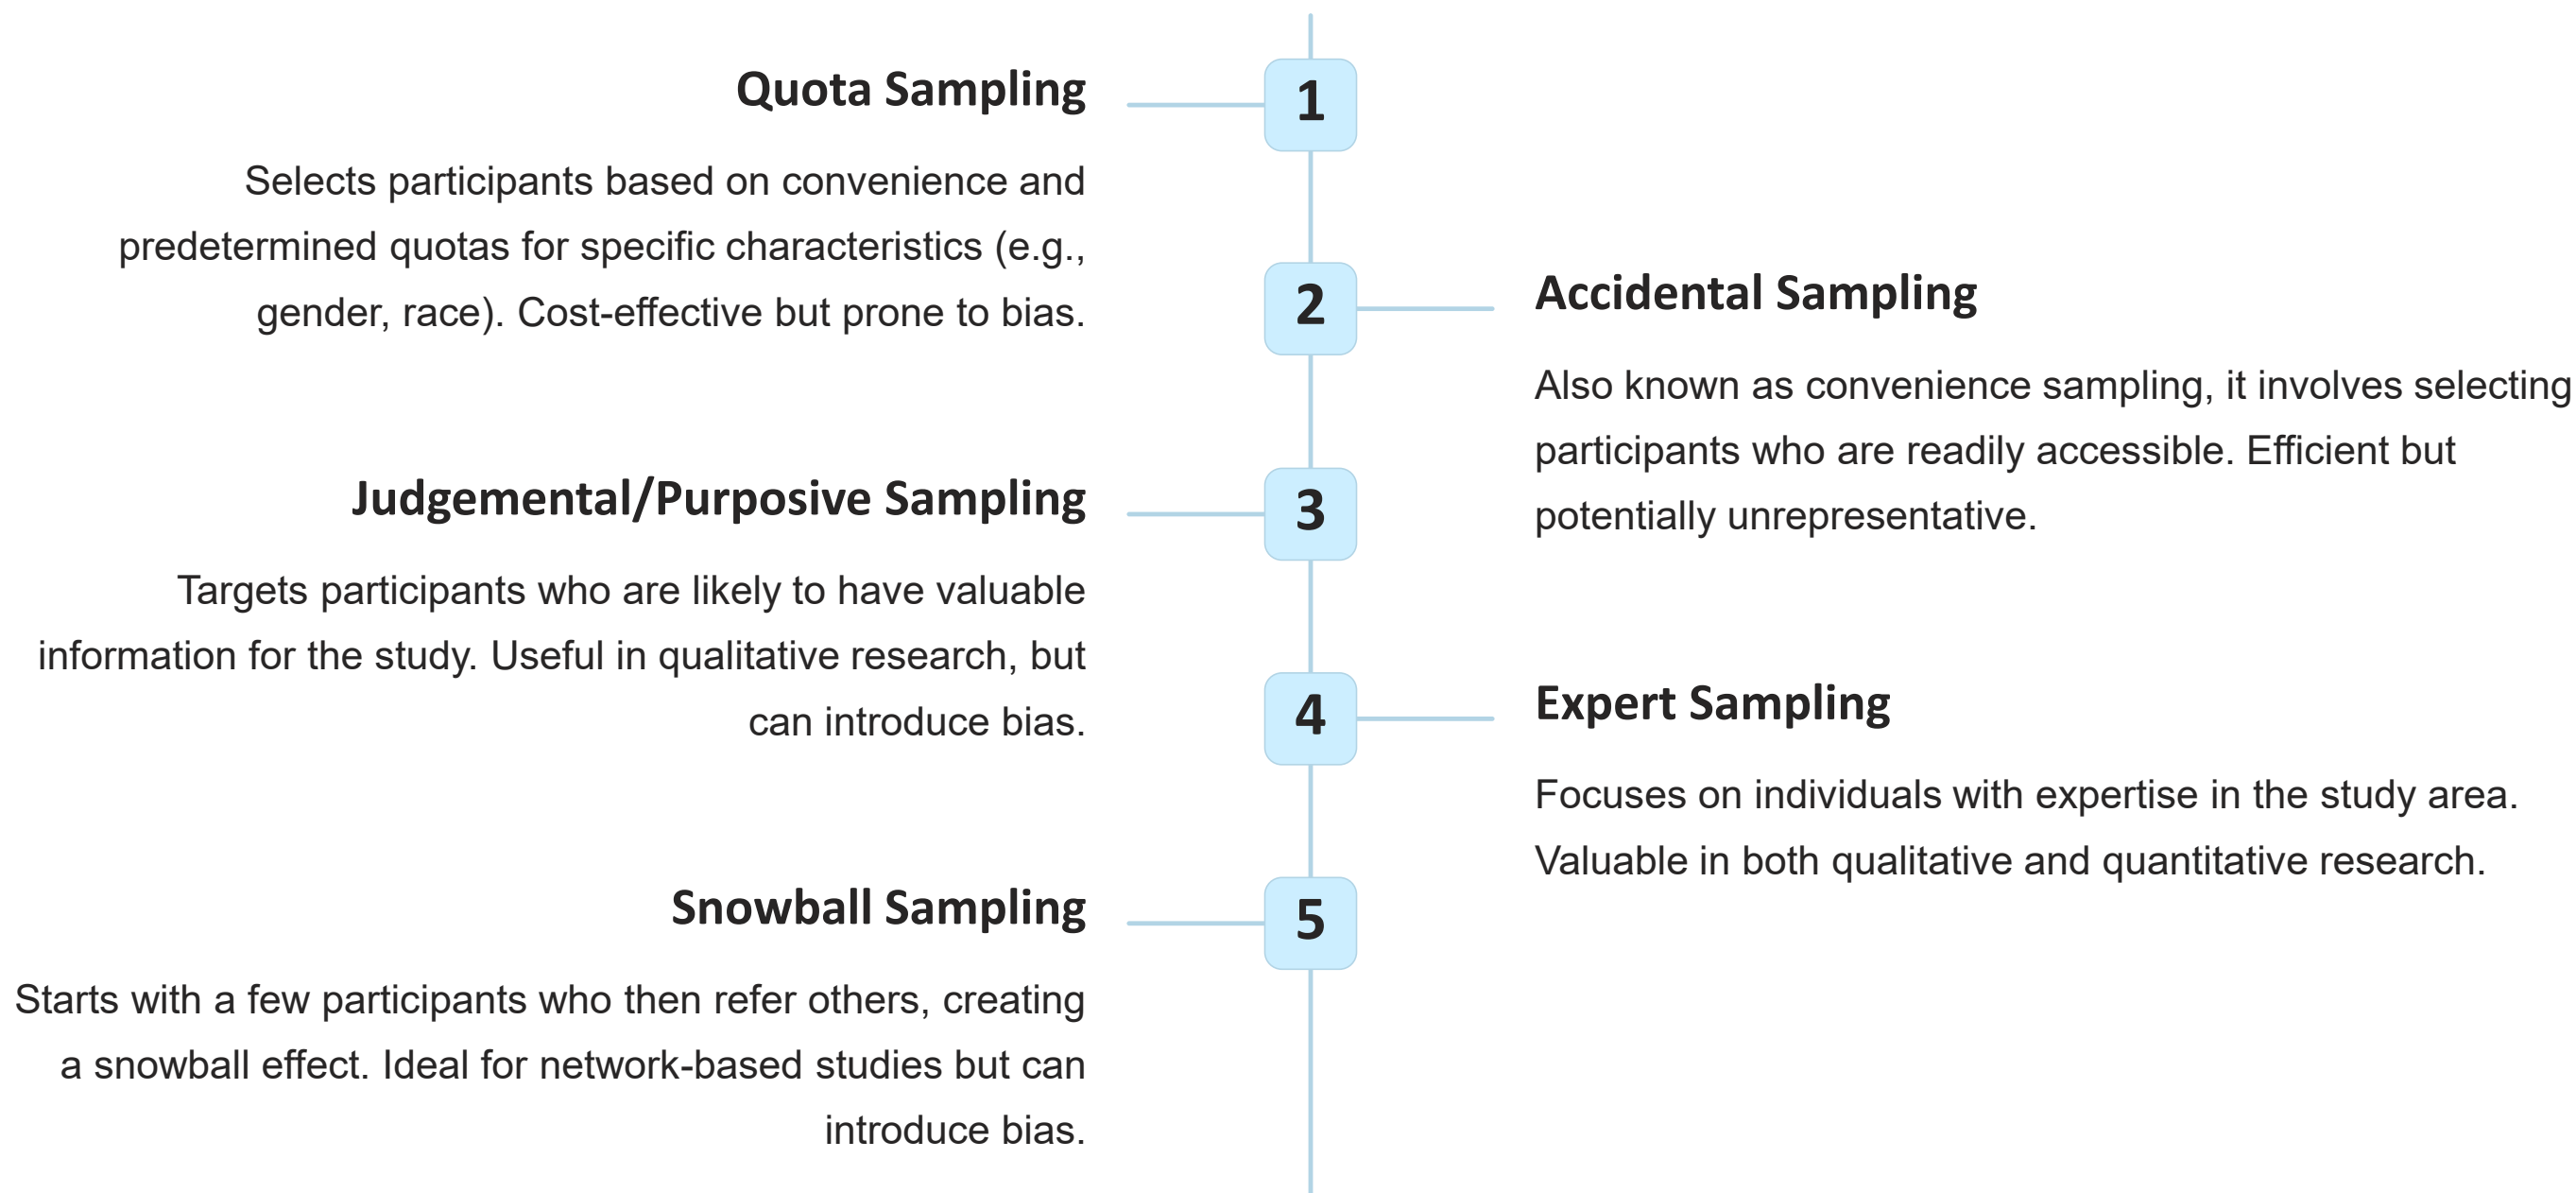 1
Quota Sampling
Selects participants based on convenience and
predetermined quotas for specific characteristics (e.g.,
gender, race). Cost-effective but prone to bias.
2
Accidental Sampling
Also known as convenience sampling, it involves selecting
participants who are readily accessible. Efficient but
potentially unrepresentative.
3
Judgemental/Purposive Sampling
Targets participants who are likely to have valuable
information for the study. Useful in qualitative research, but
can introduce bias.
4
Expert Sampling
Focuses on individuals with expertise in the study area.
Valuable in both qualitative and quantitative research.
5
Snowball Sampling
Starts with a few participants who then refer others, creating
a snowball effect. Ideal for network-based studies but can
introduce bias.